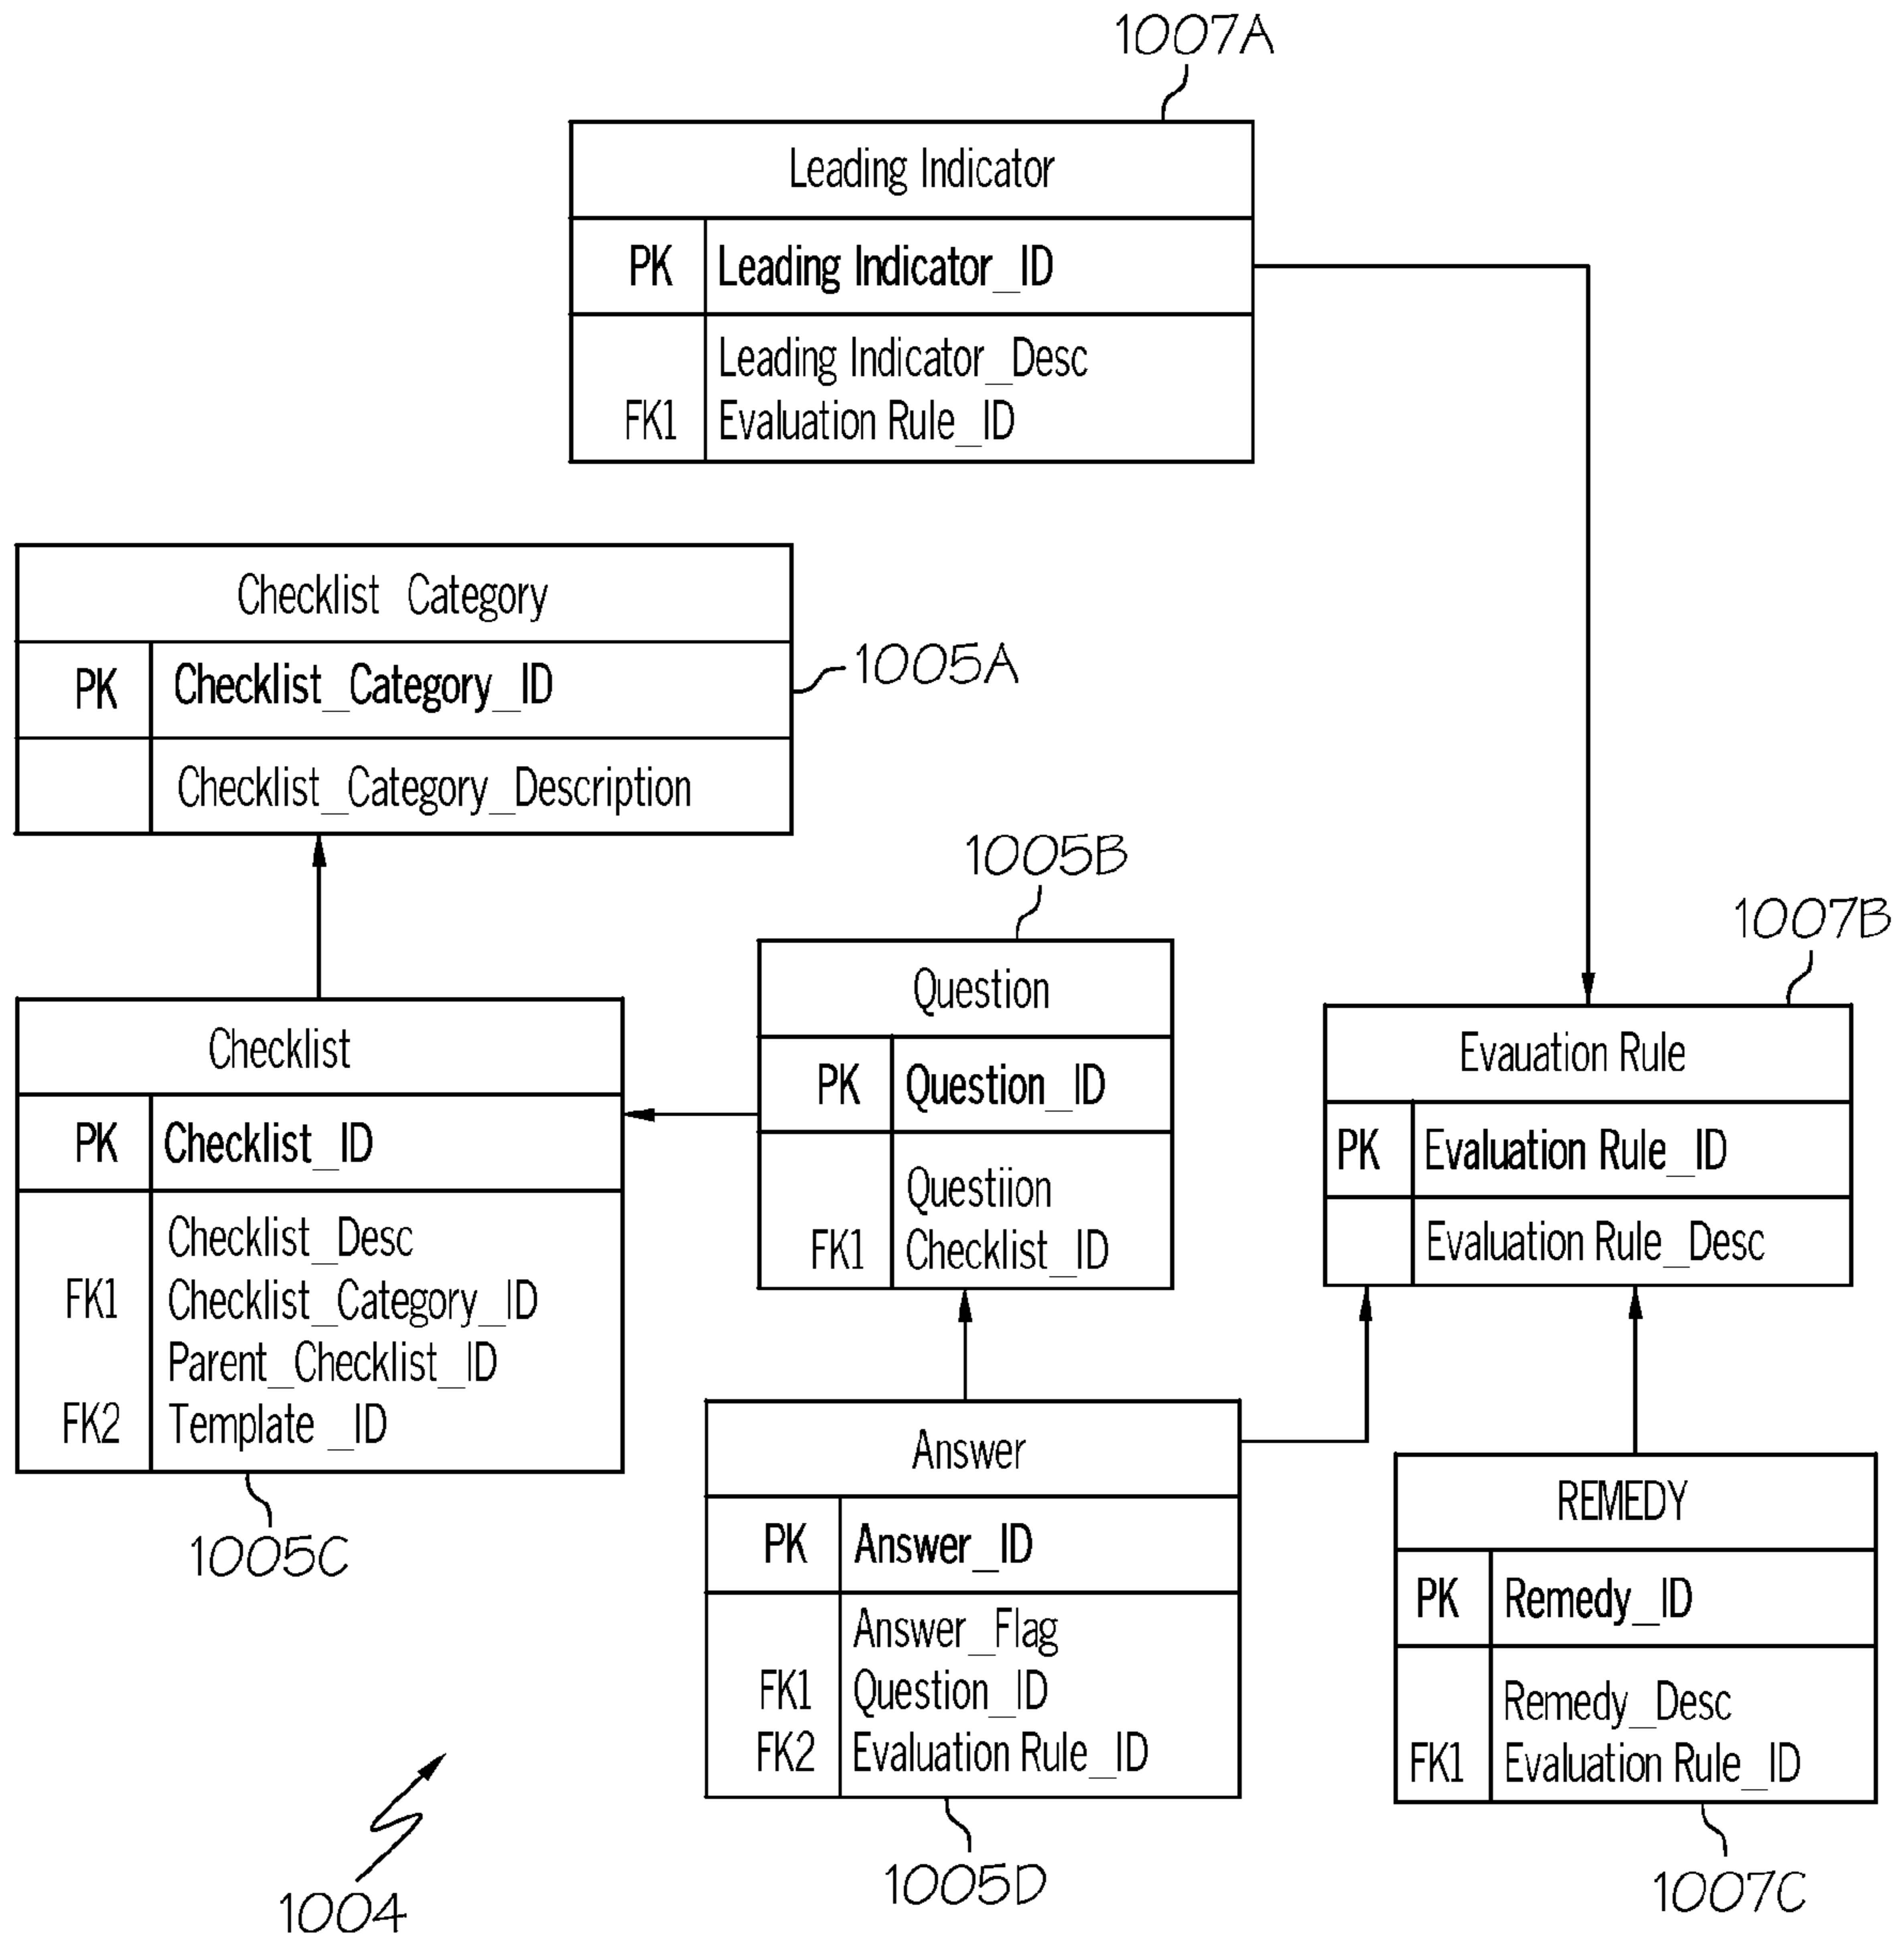 1007A
Leading Indicator
PK Leading Indicator_ID
Leading Indicator_Desc
FK1 Evaluation Rule_ID
Checklist Category
PK Checklist_Category_ID
Checklist_Category_Description
1005A
1005B
Question
PK Question_ID
Questiion
FK1 Checklist_ID
1007B
Evauation Rule
PK Evaluation Rule_ID
Evaluation Rule_Desc
Checklist
PK Checklist_ID
Checklist_Desc
FK1 Checklist_Category_ID
Parent_Checklist_ID
FK2 Template _ID
1005C
Answer
PK Answer_ID
Answer_Flag
FK1 Question_ID
FK2 Evaluation Rule_ID
1005D
REMEDY
PK Remedy_ID
Remedy_Desc
FK1 Evaluation Rule_ID
1007C
1004